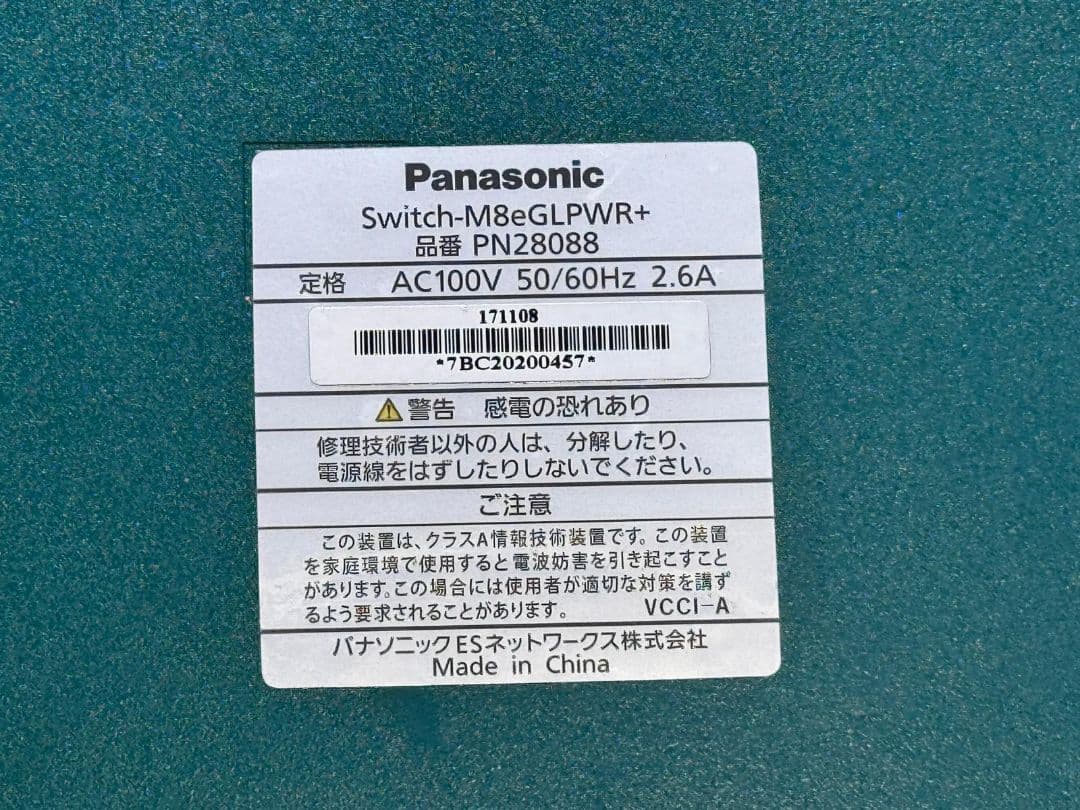 Panasonic
Switch-M8eGLPWR+
品番 PN28088
定格 AC100V 50/60Hz 2.6A
171108
*7BC20200457*
警告 感電の恐れあり
修理技術者以外の人は、分解したり、
電源線をはずしたりしないでください。
ご注意
この装置は、クラスA情報技術装置です。この装置
を家庭環境で使用すると電波妨害を引き起こすこと
があります。この場合には使用者が適切な対策を講ず
るよう要求されることがあります。 VCCI-A
パナソニックESネットワークス株式会社
Made in China